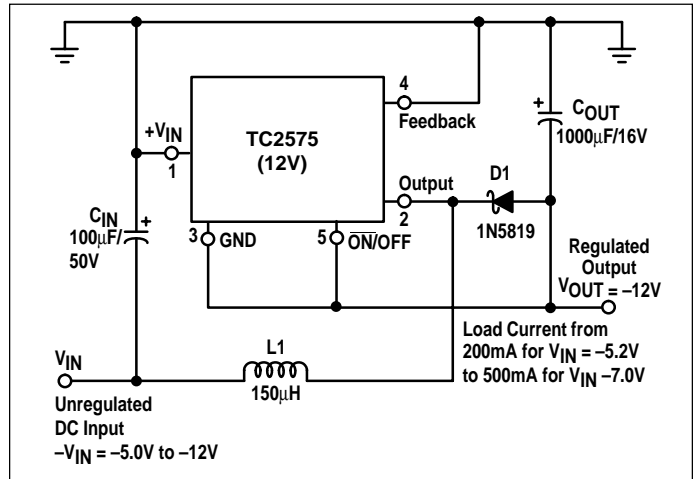 4
Feedback
+VIN
1
TC2575
(12V)
+
COUT
1000µF/16V
D1
Output
2
1N5819
CIN
+
100µF/
50V
3
GND
5
ON/OFF
Regulated
Output
VOUT = –12V
L1
150µH
Load Current from
200mA for VIN = –5.2V
to 500mA for VIN –7.0V
VIN
Unregulated
DC Input
–VIN = –5.0V to –12V